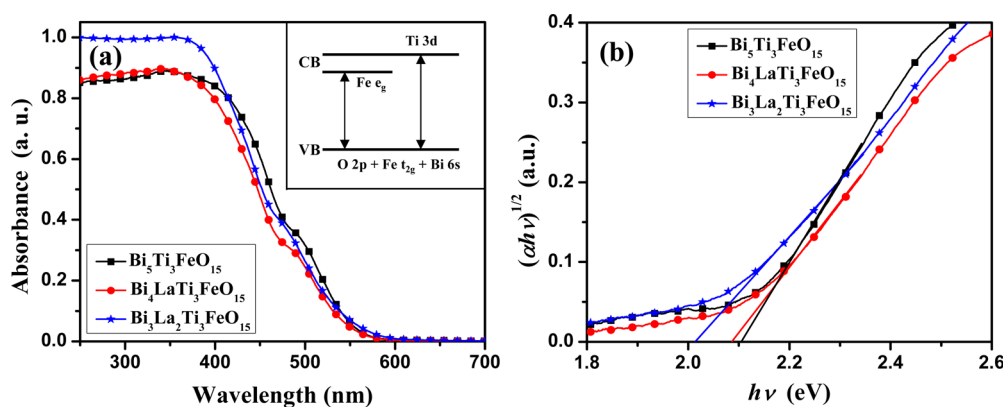 (a)
Absorbance (a. u.)
1.0
0.8
0.6
0.4
0.2
0.0
300
400
500
600
700
Wavelength (nm)
Bi₅Ti₃FeO₁₅
Bi₄LaTi₃FeO₁₅
Bi₃La₂Ti₃FeO₁₅
Ti 3d
CB
Fe e_g
VB
O 2p + Fe t₂g + Bi 6s
(b)
(αhν)^1/2 (a.u.)
0.4
0.3
0.2
0.1
0.0
1.8
2.0
2.2
2.4
2.6
hν (eV)
Bi₅Ti₃FeO₁₅
Bi₄LaTi₃FeO₁₅
Bi₃La₂Ti₃FeO₁₅